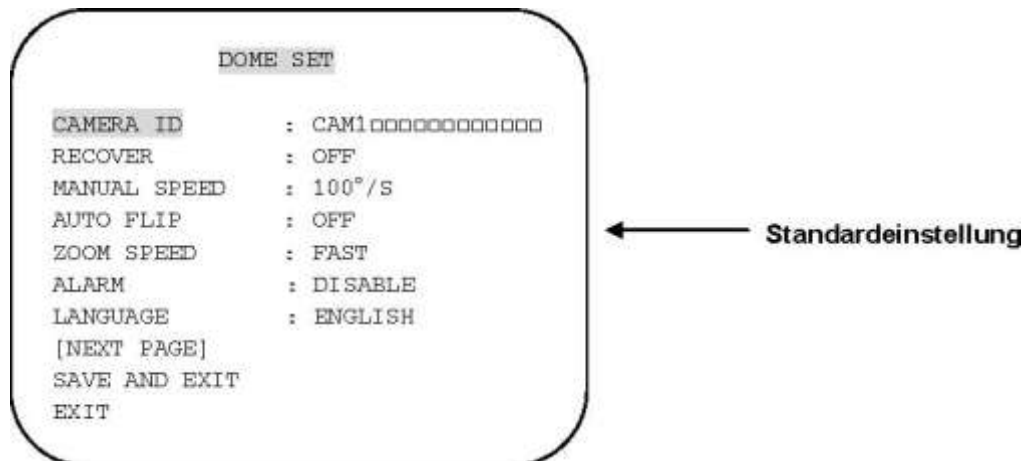 DOME SET
CAMERA ID : CAM1□□□□□□□□□□□□
RECOVER : OFF
MANUAL SPEED : 100°/S
AUTO FLIP : OFF
ZOOM SPEED : FAST
ALARM : DISABLE
LANGUAGE : ENGLISH
[NEXT PAGE]
SAVE AND EXIT
EXIT
Standardeinstellung